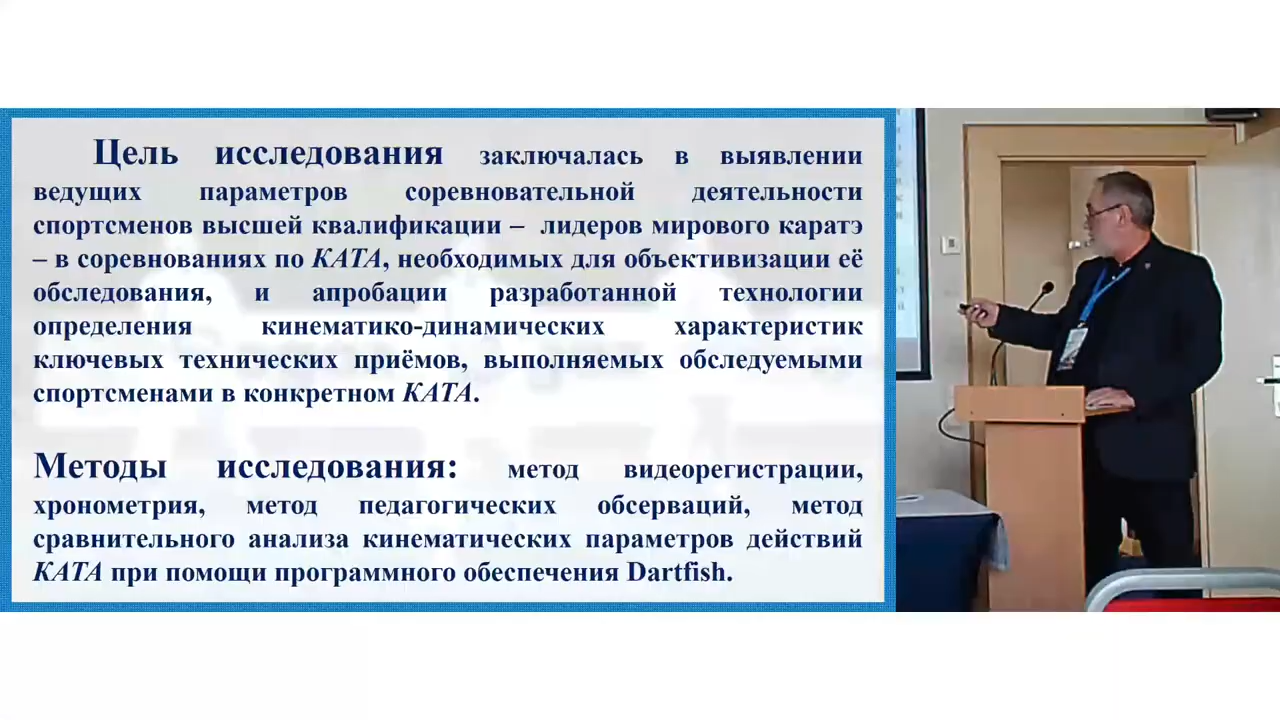 Цель исследования заключалась в выявлении
ведущих параметров соревновательной деятельности
спортсменов высшей квалификации – лидеров мирового каратэ
– в соревнованиях по КАТА, необходимых для объективизации её
обследования, и апробации разработанной технологии
определения кинематико-динамических характеристик
ключевых технических приёмов, выполняемых обследуемыми
спортсменами в конкретном КАТА.
Методы исследования: метод видеорегистрации,
хронометрия, метод педагогических обсерваций, метод
сравнительного анализа кинематических параметров действий
КАТА при помощи программного обеспечения Dartfish.